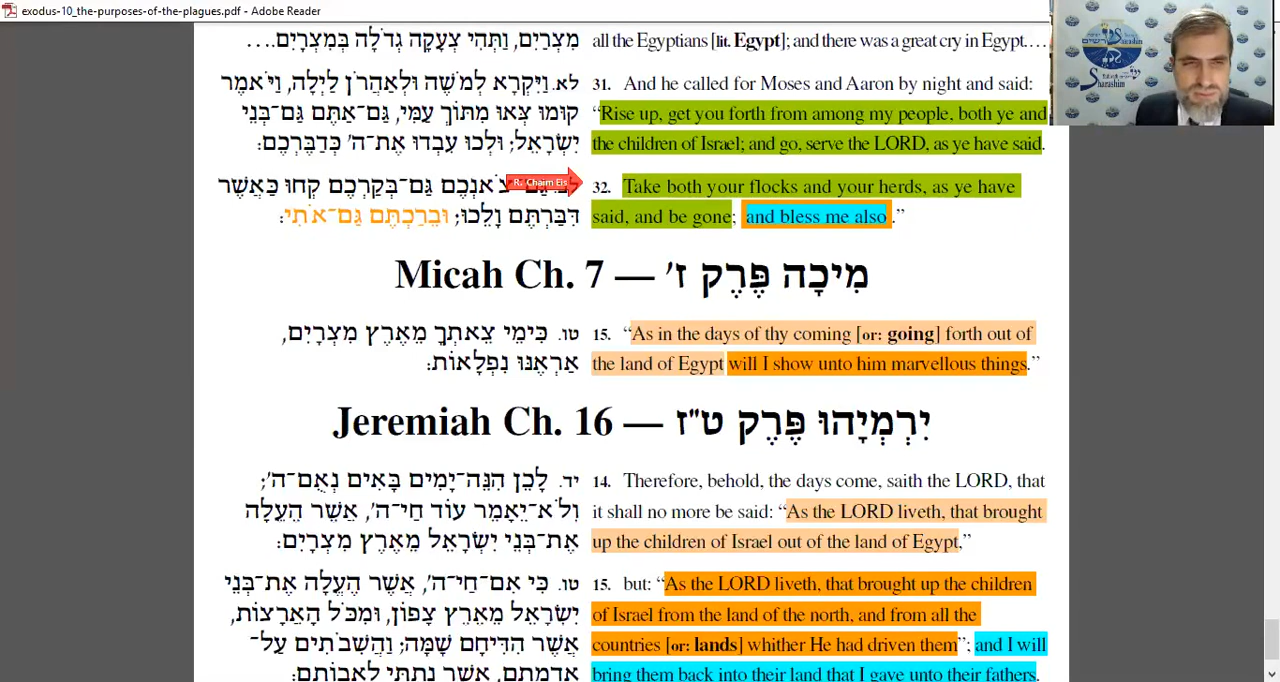 exodus-10_the-purposes-of-the-plagues.pdf - Adobe Reader
מִצְרַיִם, וַתְּהִי צְעָקָה גְדֹלָה בְּמִצְרָיִם.…
all the Egyptians [lit. Egypt]; and there was a great cry in Egypt.…
לא. וַיִּקְרָא לְמֹשֶׁה וּלְאַהֲרֹן לַיְלָה, וַיֹּאמֶר
31. And he called for Moses and Aaron by night and said:
קוּמוּ צְּאוּ מִתּוֹךְ עַמִּי, גַּם־אַתֶּם גַּם־בְּנֵי
“Rise up, get you forth from among my people, both ye and
יִשְׂרָאֵל; וּלְכוּ עִבְדוּ אֶת־ה' כְּדַבֶּרְכֶם:
the children of Israel; and go, serve the LORD, as ye have said.
צֹאנְכֶם גַּם־בְּקַרְכֶם קְחוּ כַּאֲשֶׁר
R. Chaim Eis
32. Take both your flocks and your herds, as ye have
דִּבַּרְתֶּם וָלֵכוּ; וּבֵרַכְתֶּם גַּם־אֹתִי:
said, and be gone; and bless me also.”
Micah Ch. 7 — מִיכָה פֶּרֶק ז'
טו. כִּימֵי צֵאתְךָ מֵאֶרֶץ מִצְרָיִם,
15. “As in the days of thy coming [or: going] forth out of
אַרְאֶנּוּ נִפְלָאוֹת:
the land of Egypt will I show unto him marvellous things.”
Jeremiah Ch. 16 — יִרְמְיָהוּ פֶּרֶק ט"ז
יד. לָכֵן הִנֵּה־יָמִים בָּאִים נְאֻם־ה';
14. Therefore, behold, the days come, saith the LORD, that
וְלֹא־יֵאָמֵר עוֹד חַי־ה', אֲשֶׁר הֶעֱלָה
it shall no more be said: “As the LORD liveth, that brought
אֶת־בְּנֵי יִשְׂרָאֵל מֵאֶרֶץ מִצְרָיִם:
up the children of Israel out of the land of Egypt,”
טו. כִּי אִם־חַי־ה', אֲשֶׁר הֶעֱלָה אֶת־בְּנֵי
15. but: “As the LORD liveth, that brought up the children
יִשְׂרָאֵל מֵאֶרֶץ צָפוֹן, וּמִכֹּל הָאֲרָצוֹת,
of Israel from the land of the north, and from all the
אֲשֶׁר הִדִּיחָם שָׁמָּה; וַהֲשִׁבֹתִים עַל־
countries [or: lands] whither He had driven them”; and I will
אַדְמָתָם, אֲשֶׁר נָתַתִּי לַאֲבוֹתָם:
bring them back into their land that I gave unto their fathers.